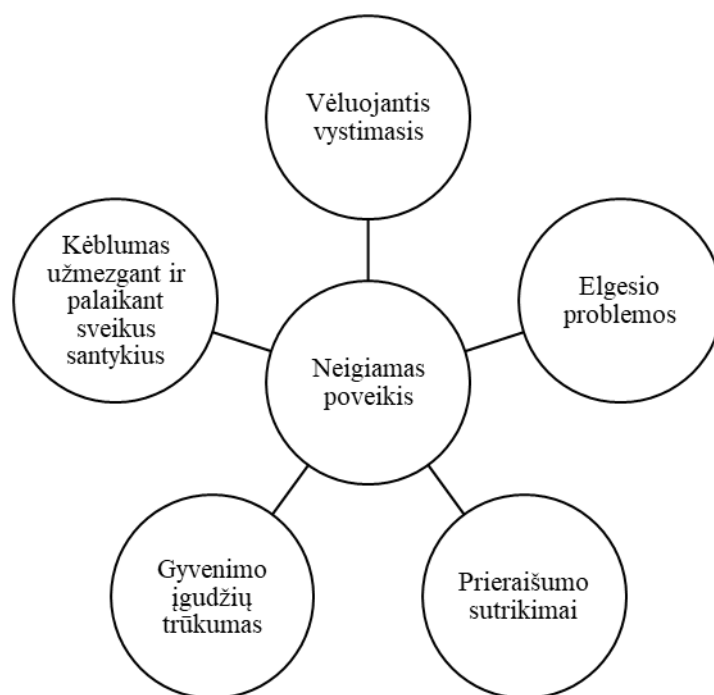 Vėluojantis
vystimasis
Kėblumas
užmezgant ir
palaikant
sveikus
santykius
Elgesio
problemos
Neigiamas
poveikis
Gyvenimo
įgudžių
trūkumas
Prieraišumo
sutrikimai